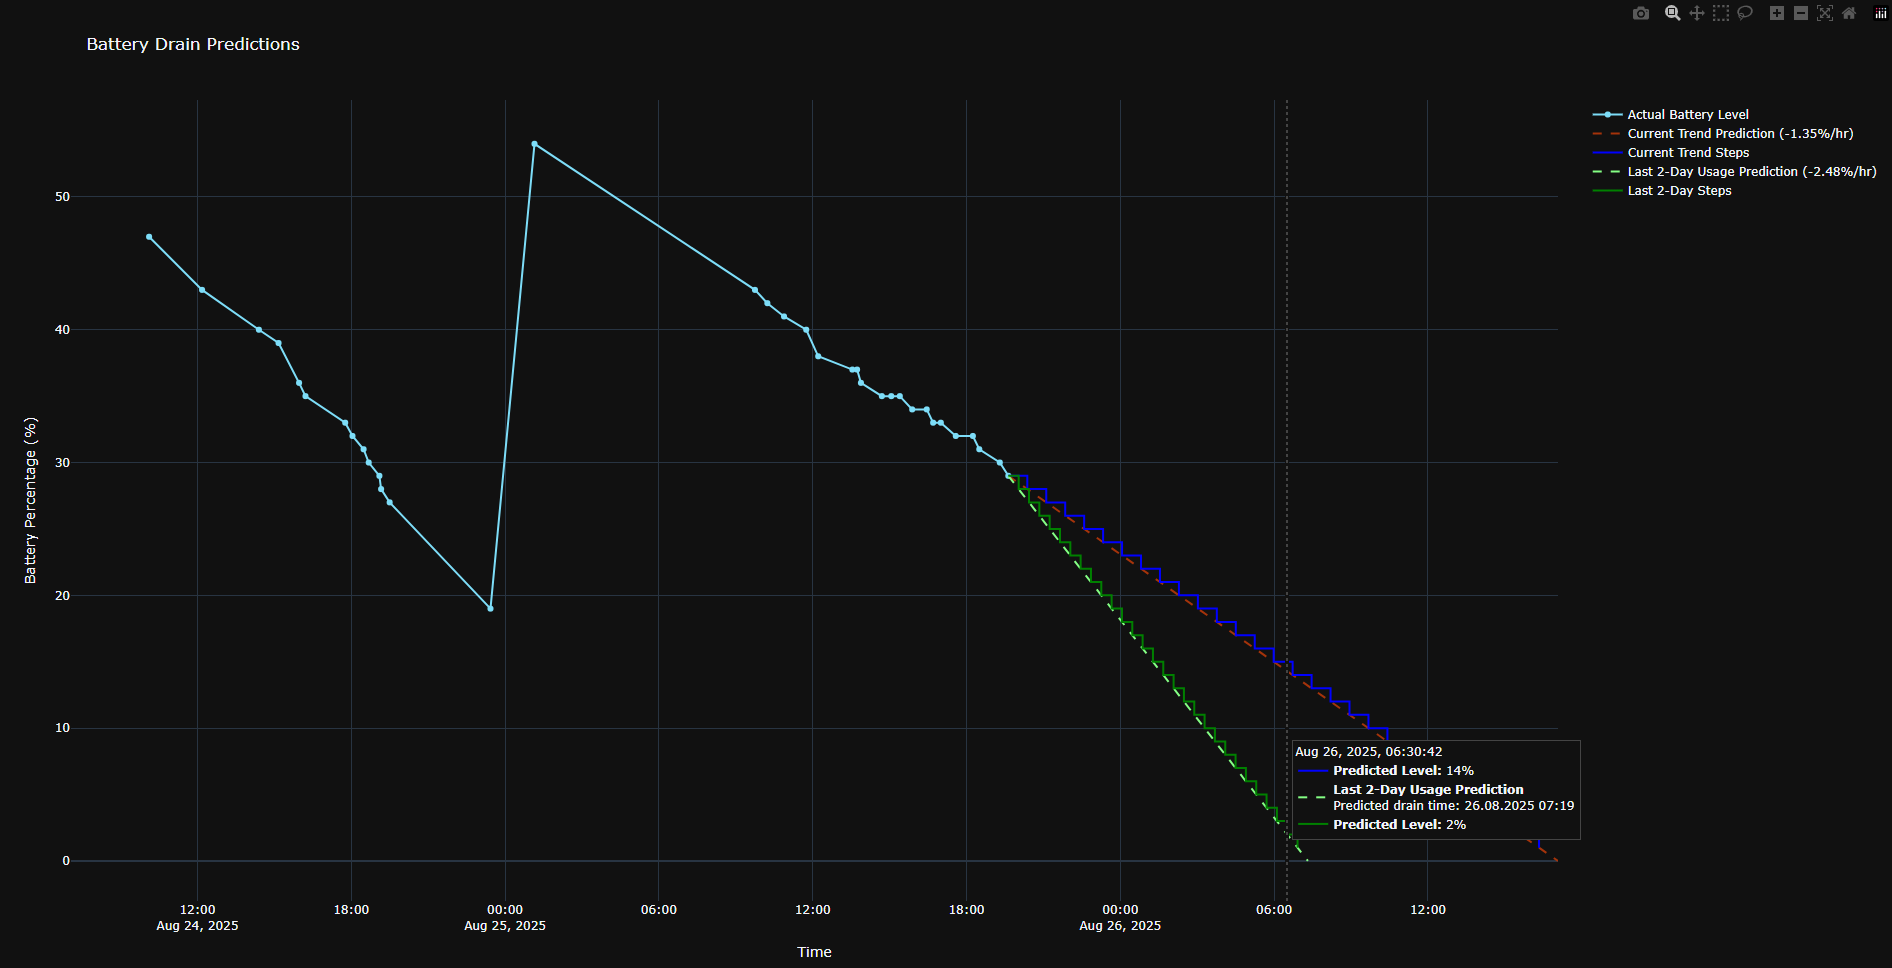 Battery Drain Predictions
Actual Battery Level
Current Trend Prediction (-1.35%/hr)
Current Trend Steps
Last 2-Day Usage Prediction (-2.48%/hr)
Last 2-Day Steps
Battery Percentage (%)
50
40
30
20
10
0
Aug 26, 2025, 06:30:42
Predicted Level: 14%
Last 2-Day Usage Prediction
Predicted drain time: 26.08.2025 07:19
Predicted Level: 2%
12:00 18:00 00:00 06:00 12:00 18:00 00:00 06:00 12:00
Aug 24, 2025 Aug 25, 2025 Aug 26, 2025
Time